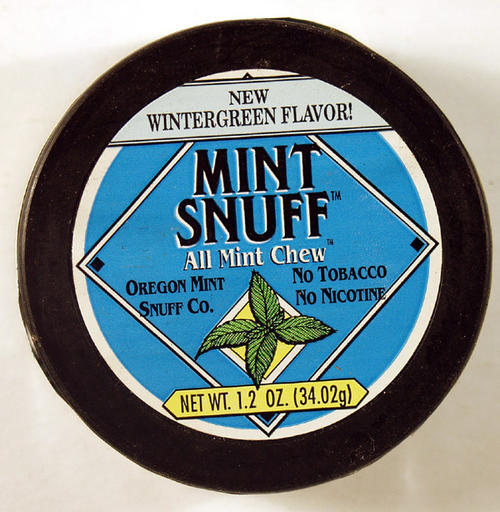 NEW
WINTERGREEN FLAVOR!
MINT
SNUFF™
All Mint Chew™
OREGON MINT
SNUFF CO.
NO TOBACCO
NO NICOTINE
NET WT. 1.2 OZ. (34.02g)